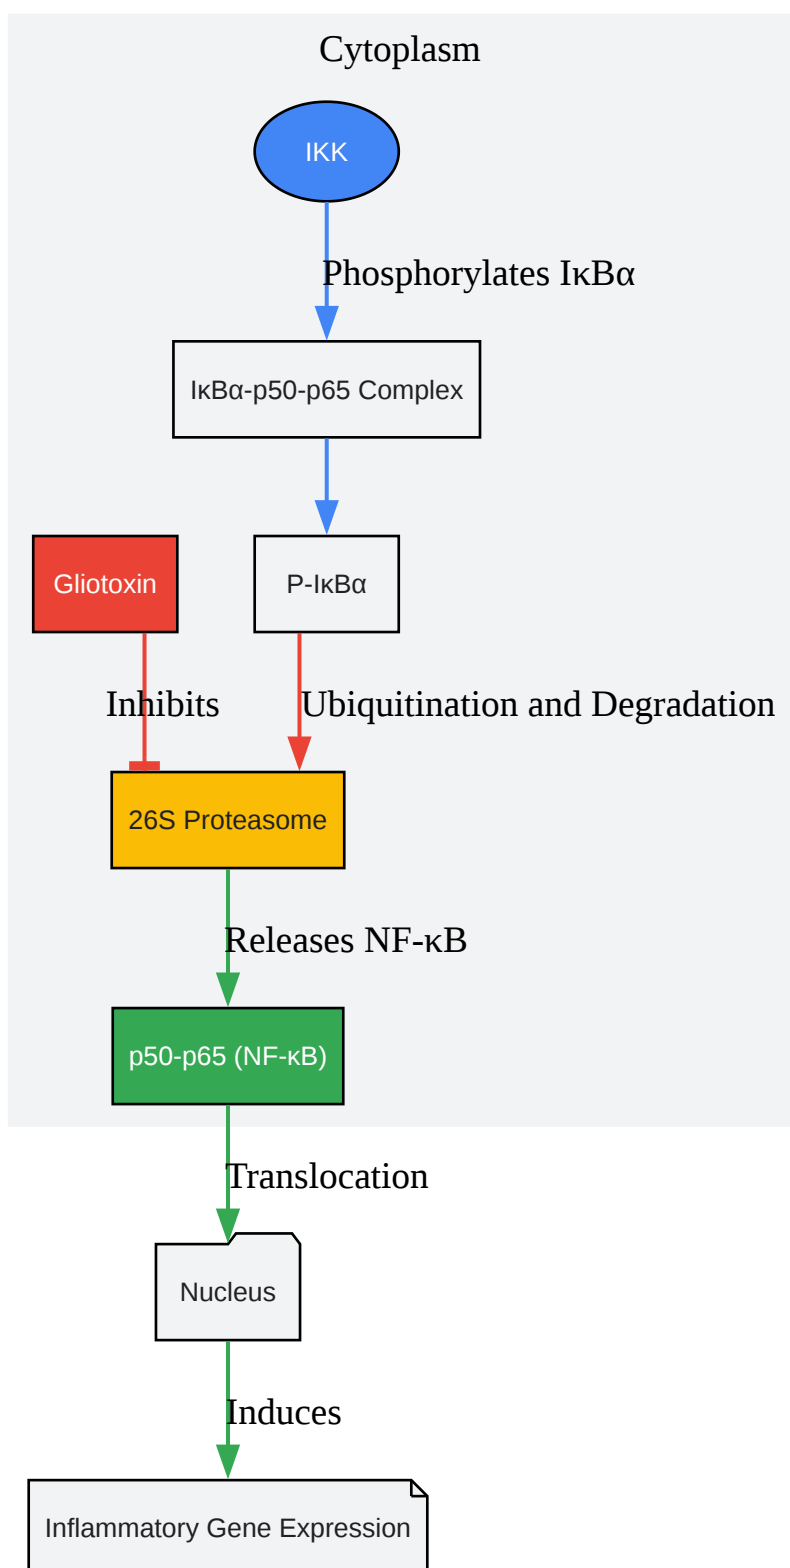 Cytoplasm
IKK
Phosphorylates IκBα
IκBα-p50-p65 Complex
Gliotoxin
P-IκBα
Inhibits
Ubiquitination and Degradation
26S Proteasome
Releases NF-κB
p50-p65 (NF-κB)
Translocation
Nucleus
Induces
Inflammatory Gene Expression